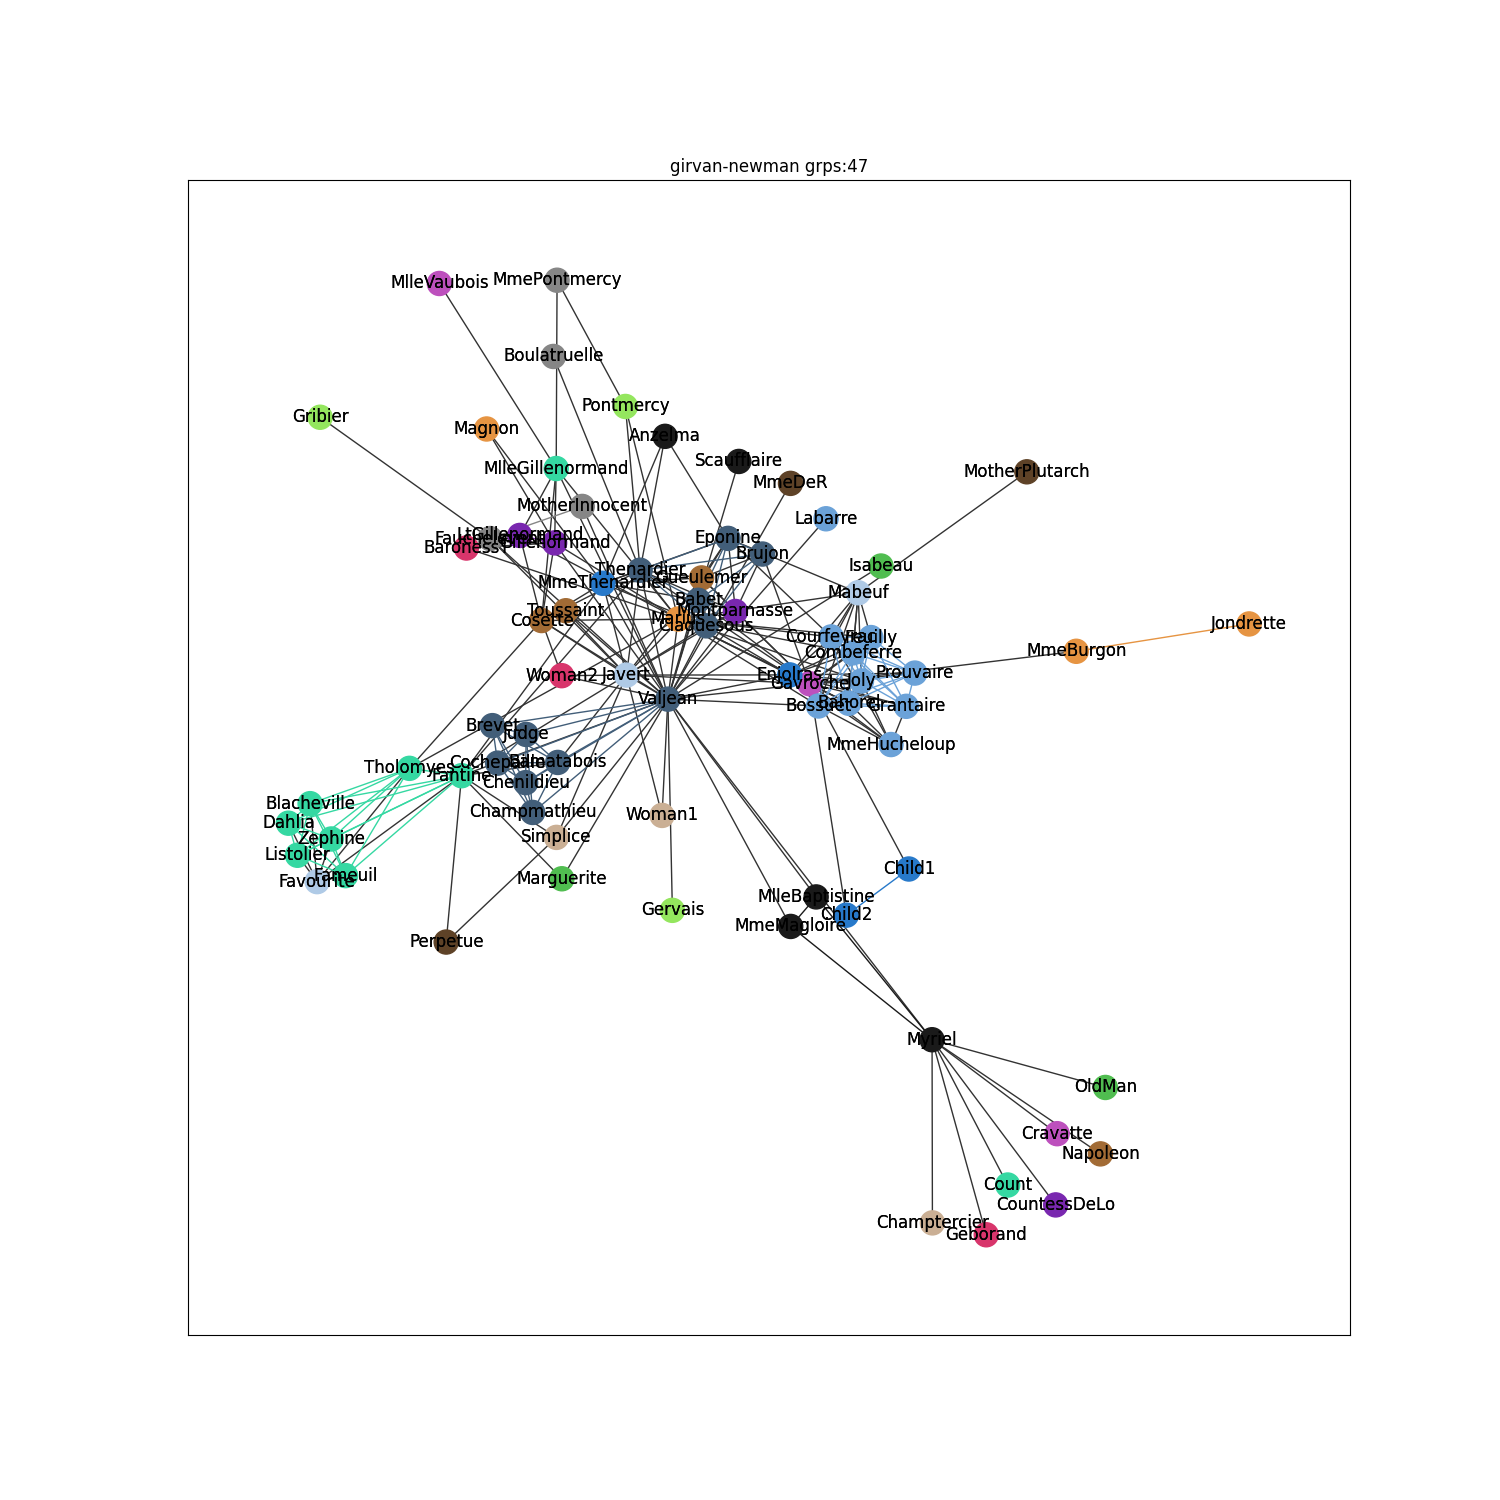 girvan-newman grps:47
MlleVaubois
MmePontmercy
Boulatruelle
Pontmercy
Gribier
Magnon
Anzelma
Scaufflaire
MlleGillenormand
MotherPlutarch
MmeDeR
MotherInnocent
Labarre
LtGillenormand
Fauchelevent
Gillenormand
BaronessT
Eponine
Brujon
Isabeau
Thenardier
Gueulemer
MmeThenardier
Mabeuf
Babet
Toussaint
Montparnasse
Cosette
Marius
Claquesous
Jondrette
Courfeyrac
Feuilly
Combeferre
MmeBurgon
Woman2
Javert
Enjolras
Gavroche
Joly
Prouvaire
Valjean
Bossuet
Bahorel
Grantaire
Brevet
Judge
MmeHucheloup
Cochepaille
Bamatabois
Tholomyes
Fantine
Chenildieu
Blacheville
Champmathieu
Woman1
Dahlia
Zephine
Simplice
Listolier
Favourite
Fameuil
Marguerite
Child1
MlleBaptistine
Gervais
Child2
MmeMagloire
Perpetue
Myriel
OldMan
Cravatte
Napoleon
Count
CountessDeLo
Champtercier
Geborand